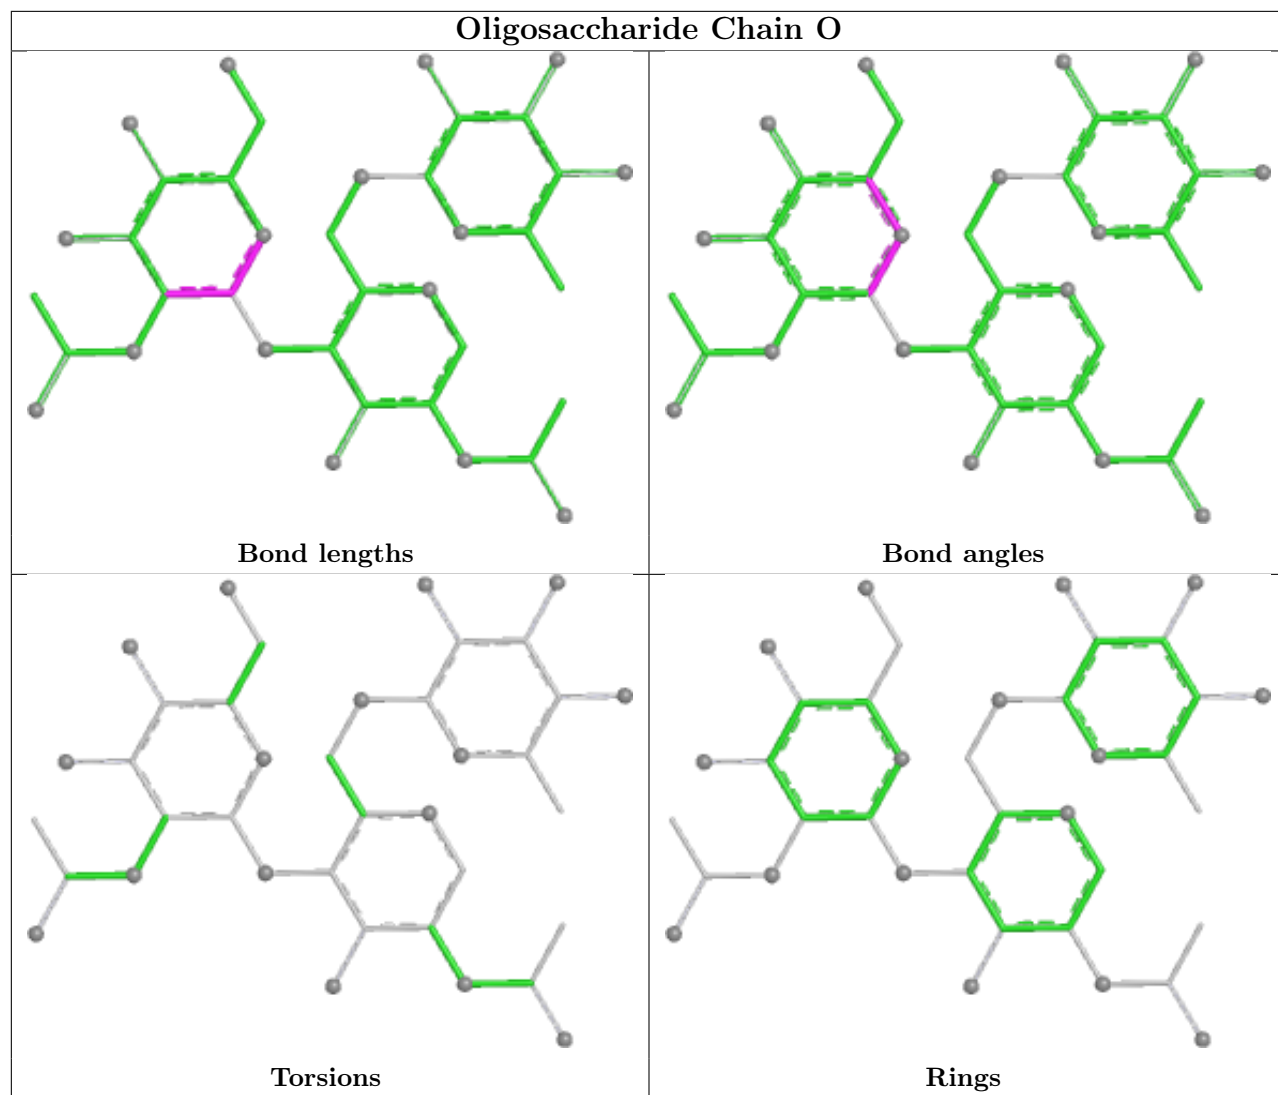 Oligosaccharide Chain O
Bond lengths
Bond angles
Torsions
Rings